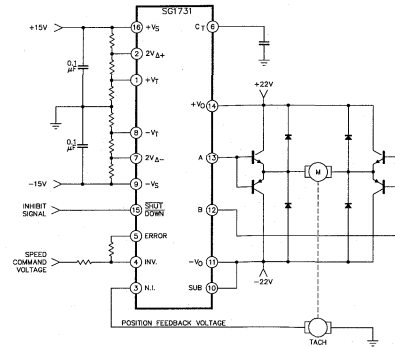 SG1731
+15V
16 +VS
CT 6
2 2VΔ+
0.1 μF
1 +VT
+22V
+VO 14
8 -VT
0.1 μF
7 2VΔ-
A 13
M
-15V
9 -VS
INHIBIT SIGNAL
15 SHUT DOWN
B 12
5 ERROR
SPEED COMMAND VOLTAGE
4 INV.
-VO 11
-22V
3 N.I.
SUB 10
POSITION FEEDBACK VOLTAGE
TACH